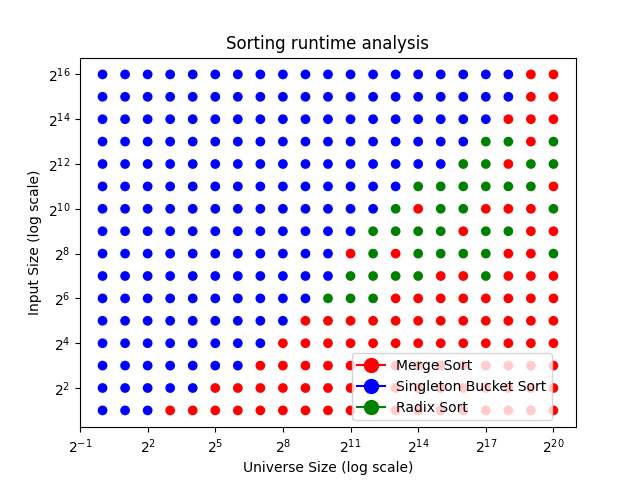 Sorting runtime analysis
Input Size (log scale)
2^16
2^14
2^12
2^10
2^8
2^6
2^4
2^2
Merge Sort
Singleton Bucket Sort
Radix Sort
2^-1 2^2 2^5 2^8 2^11 2^14 2^17 2^20
Universe Size (log scale)